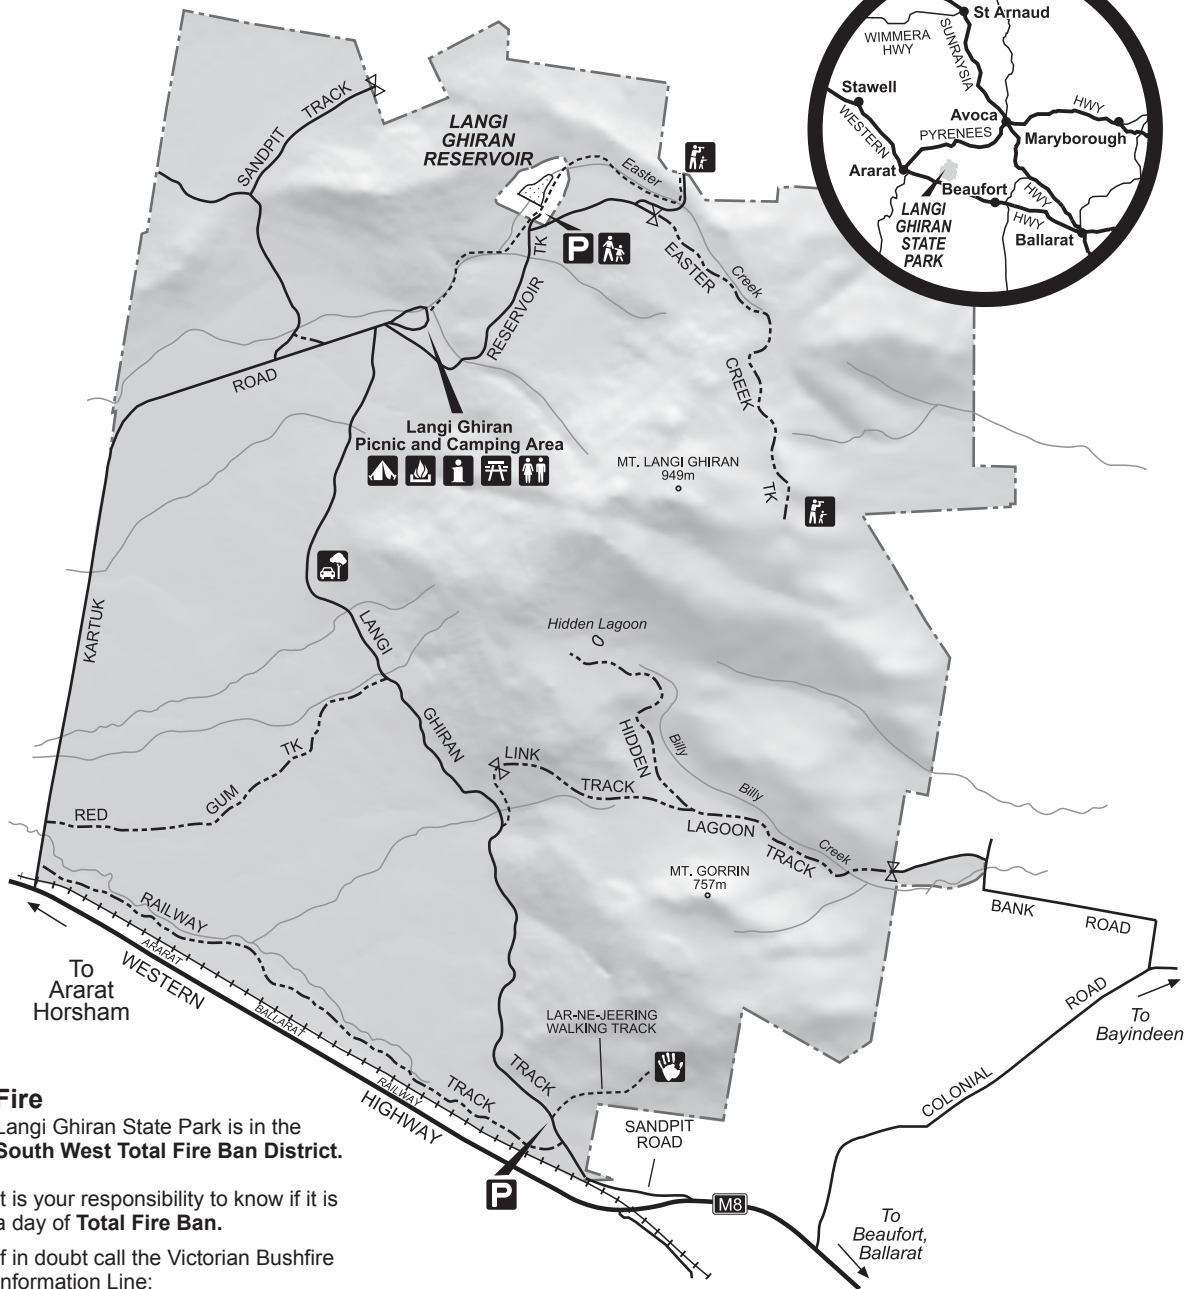 St Arnaud
WIMMERA
HWY
SUNRAYSIA
Stawell
WESTERN
Avoca
HWY
PYRENEES
Maryborough
Ararat
Beaufort
HWY
HWY
LANGI
GHIRAN
STATE
PARK
Ballarat
SANDPIT TRACK
LANGI
GHIRAN
RESERVOIR
Easter
Creek
P
RESERVOIR TK
EASTER
CREEK
TK
ROAD
KARTUK
Langi Ghiran
Picnic and Camping Area
i
MT. LANGI GHIRAN
949m
LANGI
GHIRAN
TRACK
Hidden Lagoon
HIDDEN
LAGOON
TRACK
Billy
Billy
Creek
LINK
TRACK
RED
GUM
TK
MT. GORRIN
757m
BANK ROAD
RAILWAY
TRACK
ARARAT
BALLARAT
RAILWAY
WESTERN
HIGHWAY
To
Ararat
Horsham
LAR-NE-JEERING
WALKING TRACK
COLONIAL
ROAD
To
Bayindeen
SANDPIT
ROAD
P
M8
To
Beaufort,
Ballarat
Fire
Langi Ghiran State Park is in the
South West Total Fire Ban District.
t is your responsibility to know if it is
a day of Total Fire Ban.
f in doubt call the Victorian Bushfire
nformation Line: